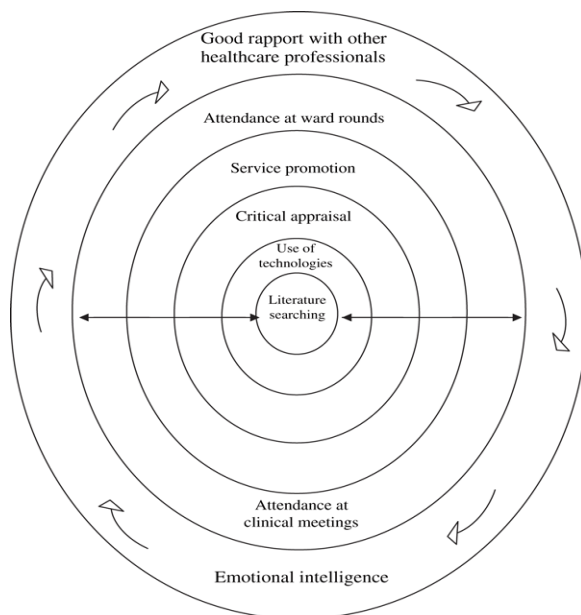 Good rapport with other
healthcare professionals
Attendance at ward rounds
Service promotion
Critical appraisal
Use of
technologies
Literature
searching
Attendance at
clinical meetings
Emotional intelligence